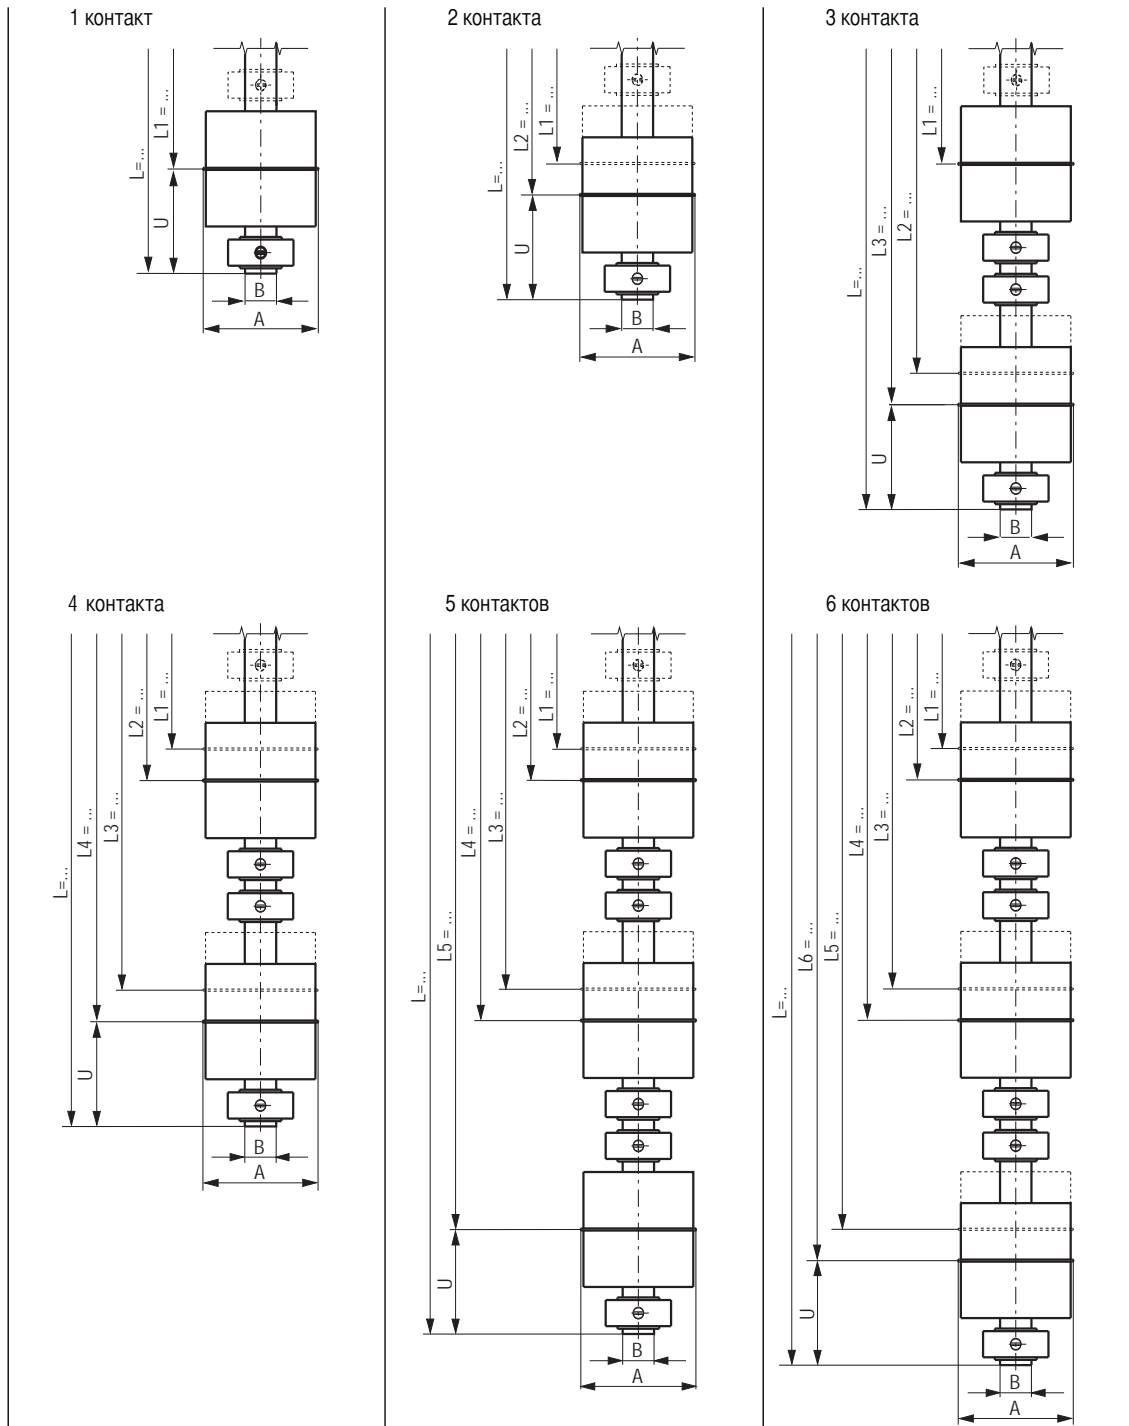 1 контакт
L=...
L1 = ...
U
B
A
2 контакта
L=...
L2 = ...
L1 = ...
U
B
A
3 контакта
L=...
L3 = ...
L2 = ...
L1 = ...
U
B
A
4 контакта
L=...
L4 = ...
L3 = ...
L2 = ...
L1 = ...
U
B
A
5 контактов
L=...
L5 = ...
L4 = ...
L3 = ...
L2 = ...
L1 = ...
U
B
A
6 контактов
L=...
L6 = ...
L5 = ...
L4 = ...
L3 = ...
L2 = ...
L1 = ...
U
B
A